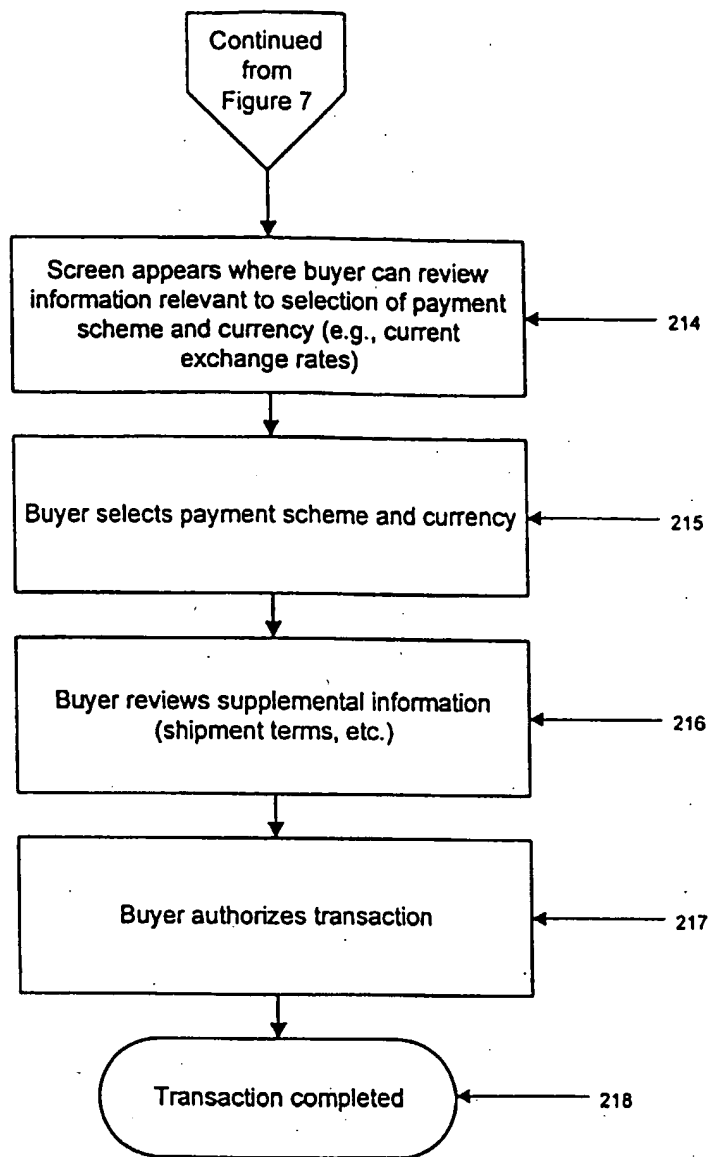 Continued
from
Figure 7
Screen appears where buyer can review
information relevant to selection of payment
scheme and currency (e.g., current
exchange rates)
214
Buyer selects payment scheme and currency
215
Buyer reviews supplemental information
(shipment terms, etc.)
216
Buyer authorizes transaction
217
Transaction completed
218